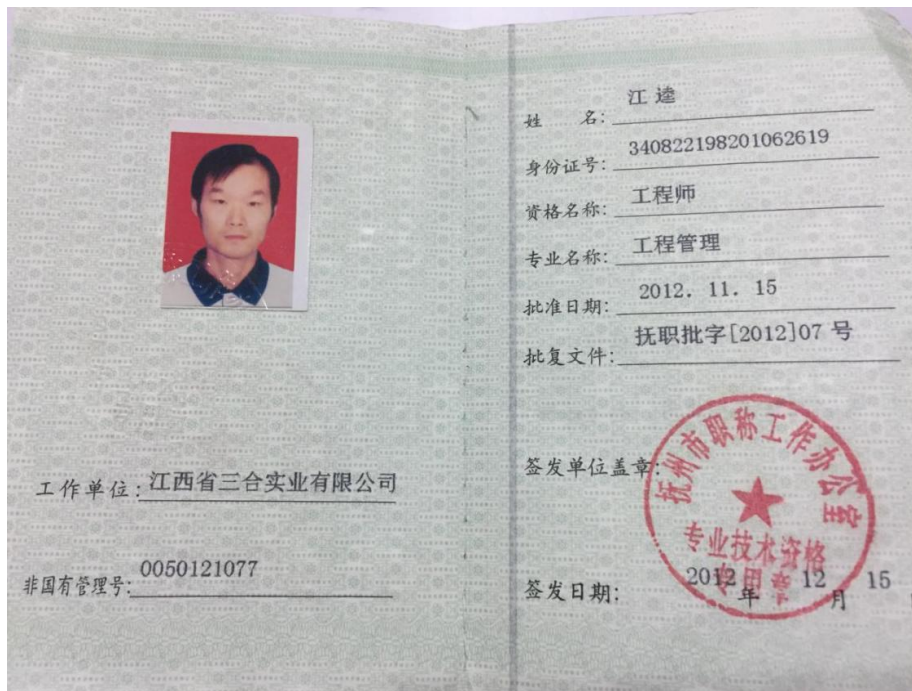 工作单位:江西省三合实业有限公司
非国有管理号:0050121077
姓 名:江逵
身份证号:340822198201062619
资格名称:工程师
专业名称:工程管理
批准日期:2012. 11. 15
批复文件:抚职批字[2012]07 号
签发单位盖章:
抚州市职称工作办公室
专业技术资格
专用章
签发日期: 2012 年 12 月 15